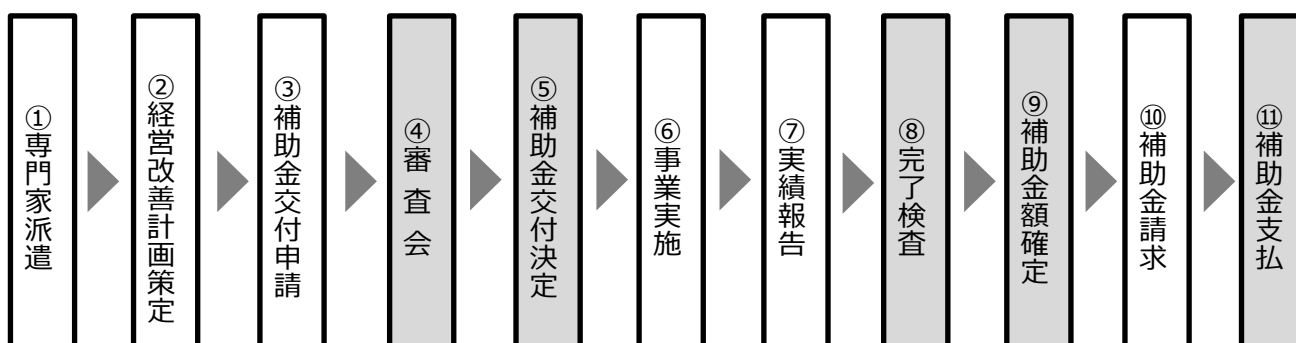 ①専門家派遣
②経営改善計画策定
③補助金交付申請
④審査会
⑤補助金交付決定
⑥事業実施
⑦実績報告
⑧完了検査
⑨補助金額確定
⑩補助金請求
⑪補助金支払